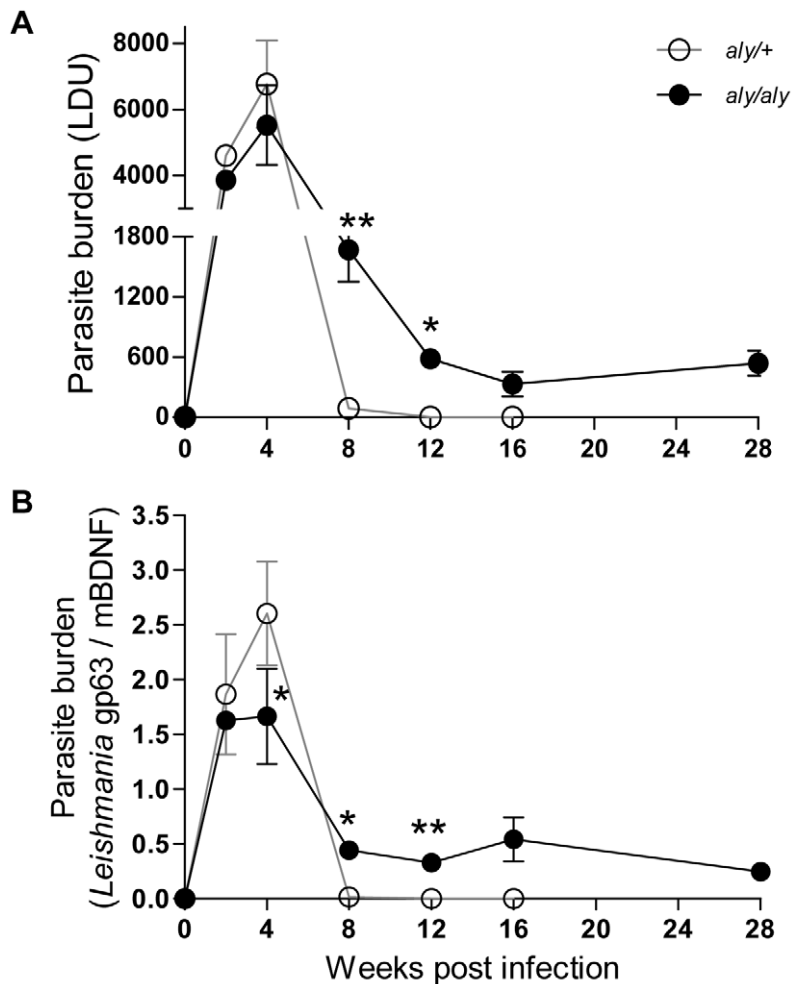 A
Parasite burden (LDU)
8000
6000
4000
1800
1200
600
0
**
*
aly/+
aly/aly
0 4 8 12 16 20 24 28
B
Parasite burden
(Leishmania gp63 / mBDNF)
3.5
3.0
2.5
2.0
1.5
1.0
0.5
0.0
*
*
**
0 4 8 12 16 20 24 28
Weeks post infection